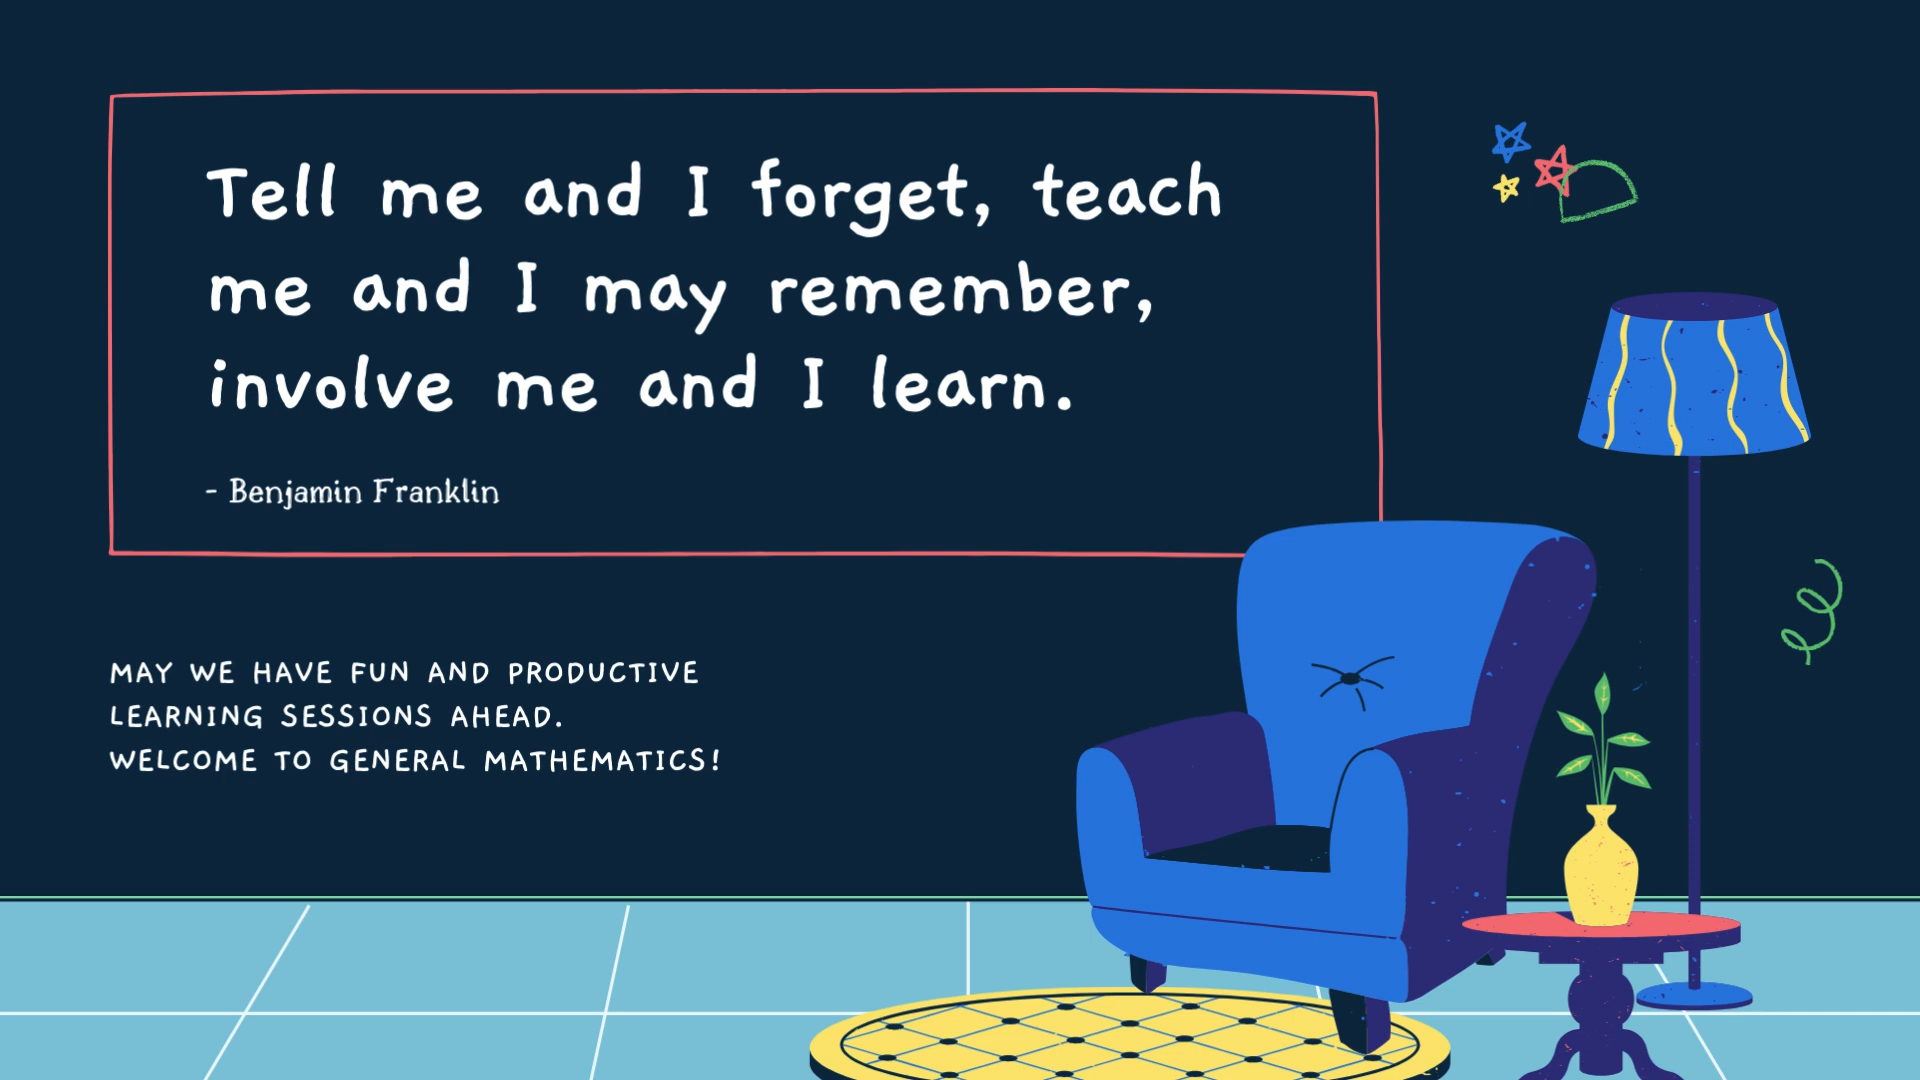 Tell me and I forget, teach
me and I may remember,
involve me and I learn.
- Benjamin Franklin
MAY WE HAVE FUN AND PRODUCTIVE
LEARNING SESSIONS AHEAD.
WELCOME TO GENERAL MATHEMATICS!